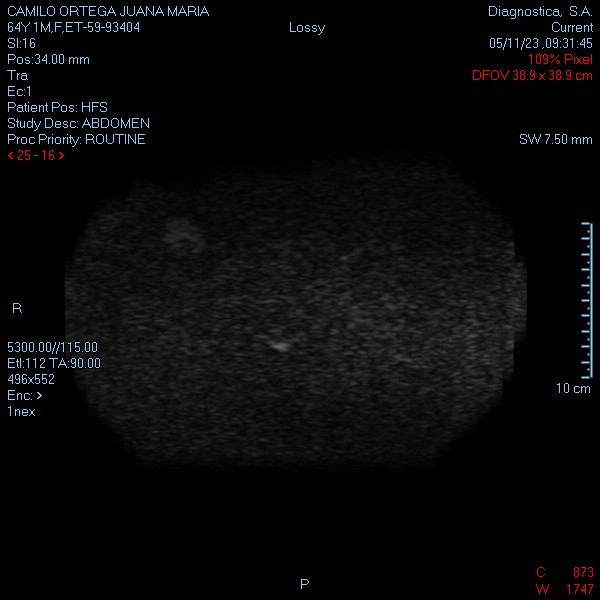 CAMILO ORTEGA JUANA MARIA
64Y 1M,F,ET-59-93404
SI:16
Pos:34.00 mm
Tra
Ec:1
Patient Pos: HFS
Study Desc: ABDOMEN
Proc Priority: ROUTINE
< 25 - 16 >
Lossy
Diagnostica, S.A.
Current
05/11/23 ,09:31:45
109% Pixel
DFOV 38.9 x 38.9 cm
SW 7.50 mm
R
5300.00//115.00
Etl:112 TA:90.00
496x552
Enc: >
1nex
10 cm
P
C 873
W 1747